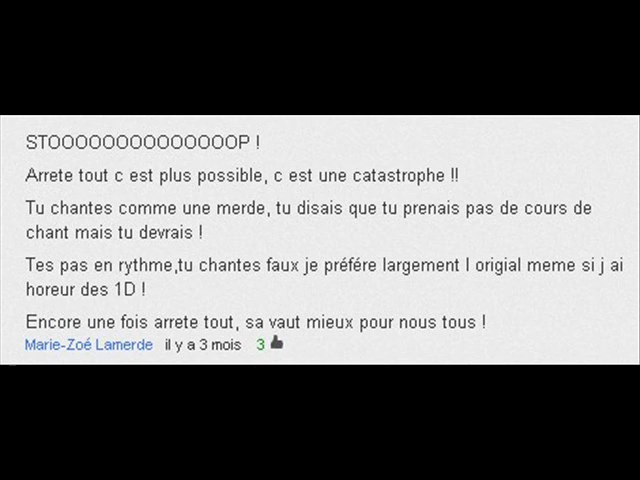 STOOOOOOOOOOOOOOP !
Arrete tout c est plus possible, c est une catastrophe !!
Tu chantes comme une merde, tu disais que tu prenais pas de cours de
chant mais tu devrais !
Tes pas en rythme,tu chantes faux je préfére largement l origial meme si j ai
horeur des 1D !
Encore une fois arrete tout, sa vaut mieux pour nous tous !
Marie-Zoé Lamerde il y a 3 mois 3